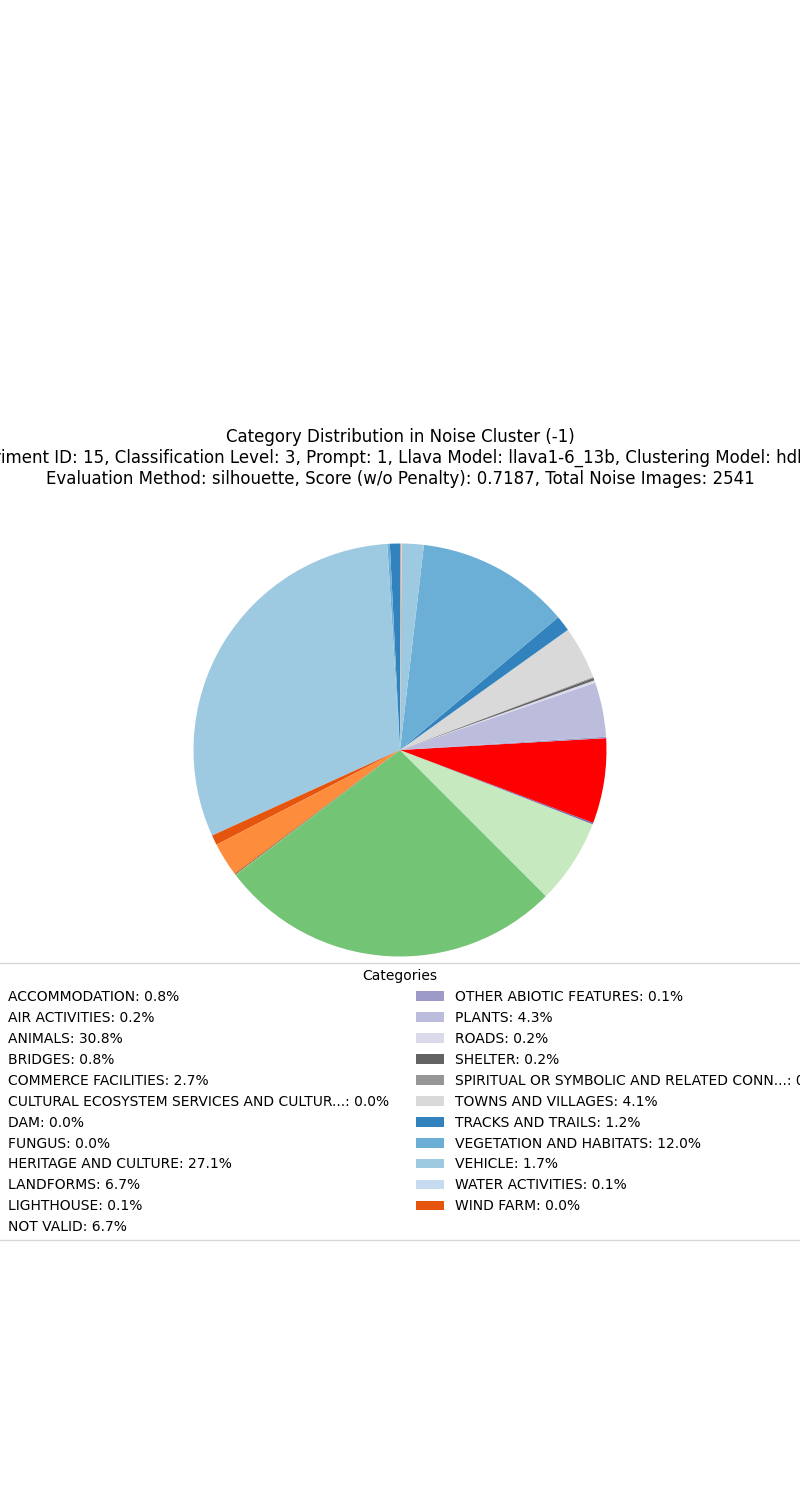 Category Distribution in Noise Cluster (-1)
riment ID: 15, Classification Level: 3, Prompt: 1, Llava Model: llava1-6_13b, Clustering Model: hdb
Evaluation Method: silhouette, Score (w/o Penalty): 0.7187, Total Noise Images: 2541
Categories
ACCOMMODATION: 0.8%
AIR ACTIVITIES: 0.2%
ANIMALS: 30.8%
BRIDGES: 0.8%
COMMERCE FACILITIES: 2.7%
CULTURAL ECOSYSTEM SERVICES AND CULTUR...: 0.0%
DAM: 0.0%
FUNGUS: 0.0%
HERITAGE AND CULTURE: 27.1%
LANDFORMS: 6.7%
LIGHTHOUSE: 0.1%
NOT VALID: 6.7%
OTHER ABIOTIC FEATURES: 0.1%
PLANTS: 4.3%
ROADS: 0.2%
SHELTER: 0.2%
SPIRITUAL OR SYMBOLIC AND RELATED CONN...:
TOWNS AND VILLAGES: 4.1%
TRACKS AND TRAILS: 1.2%
VEGETATION AND HABITATS: 12.0%
VEHICLE: 1.7%
WATER ACTIVITIES: 0.1%
WIND FARM: 0.0%